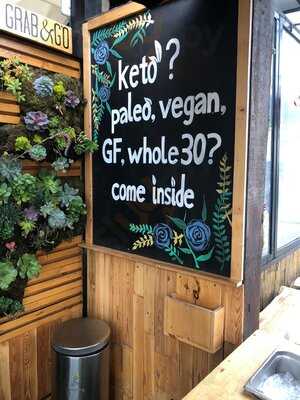 GRAB&GO
keto?
paleo, vegan,
GF, whole30?
come inside